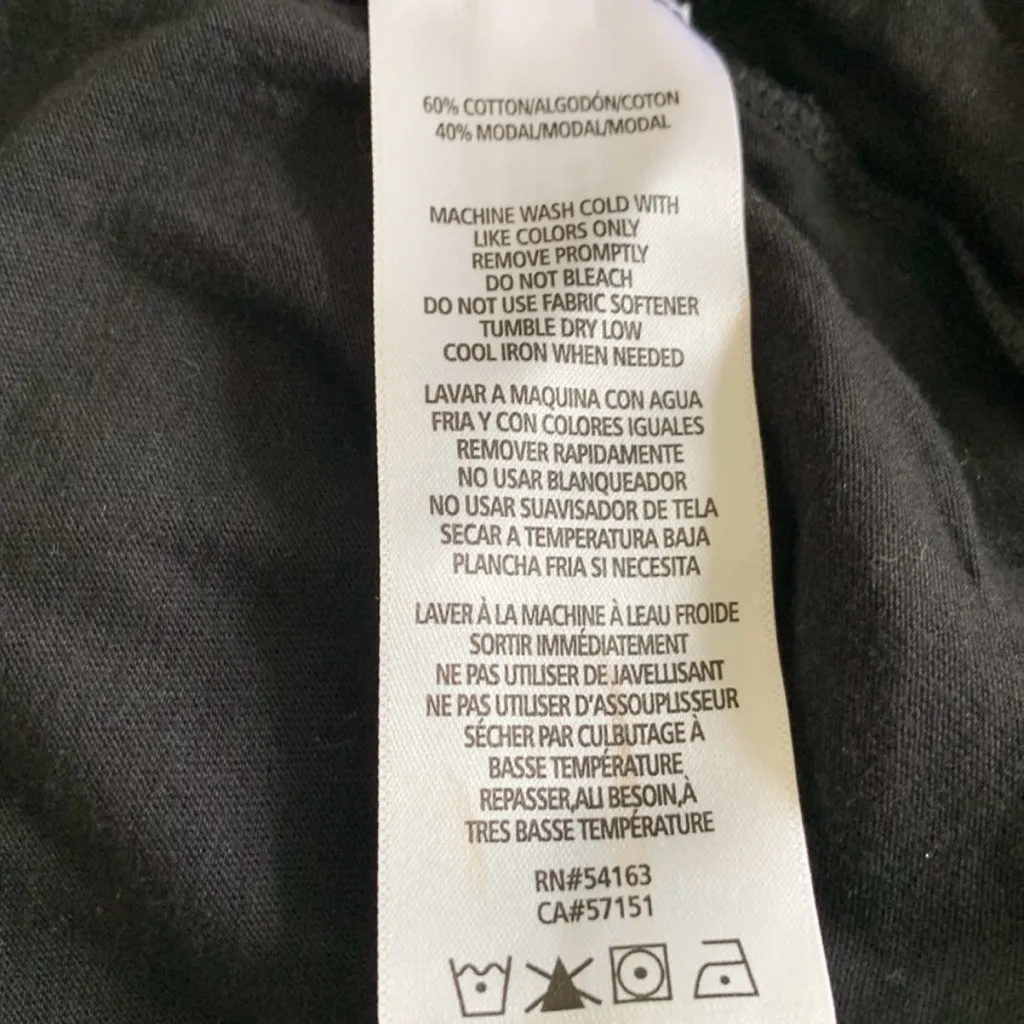 60% COTTON/ALGODÓN/COTON
40% MODAL/MODAL/MODAL
MACHINE WASH COLD WITH
LIKE COLORS ONLY
REMOVE PROMPTLY
DO NOT BLEACH
DO NOT USE FABRIC SOFTENER
TUMBLE DRY LOW
COOL IRON WHEN NEEDED
LAVAR A MAQUINA CON AGUA
FRIA Y CON COLORES IGUALES
REMOVER RAPIDAMENTE
NO USAR BLANQUEADOR
NO USAR SUAVISADOR DE TELA
SECAR A TEMPERATURA BAJA
PLANCHA FRIA SI NECESITA
LAVER À LA MACHINE À LEAU FROIDE
SORTIR IMMÉDIATEMENT
NE PAS UTILISER DE JAVELLISANT
NE PAS UTILISER D'ASSOUPLISSEUR
SÉCHER PAR CULBUTAGE À
BASSE TEMPÉRATURE
REPASSER,ALI BESOIN,À
TRES BASSE TEMPÉRATURE
RN#54163
CA#57151